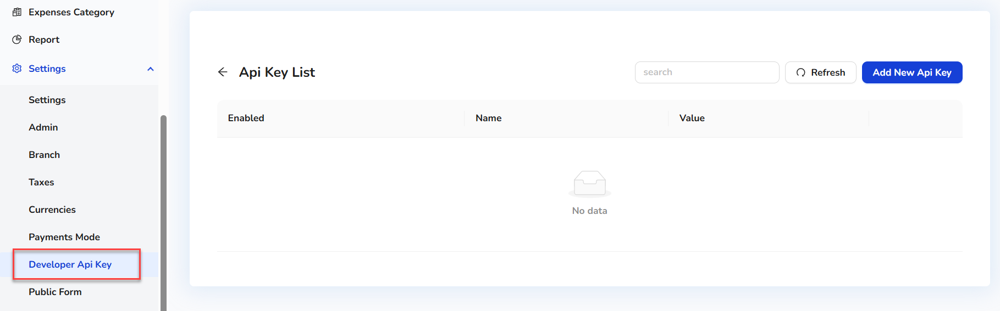 Expenses Category
Report
Settings
Settings
Admin
Branch
Taxes
Currencies
Payments Mode
Developer Api Key
Public Form
Api Key List
search
Refresh
Add New Api Key
Enabled
Name
Value
No data